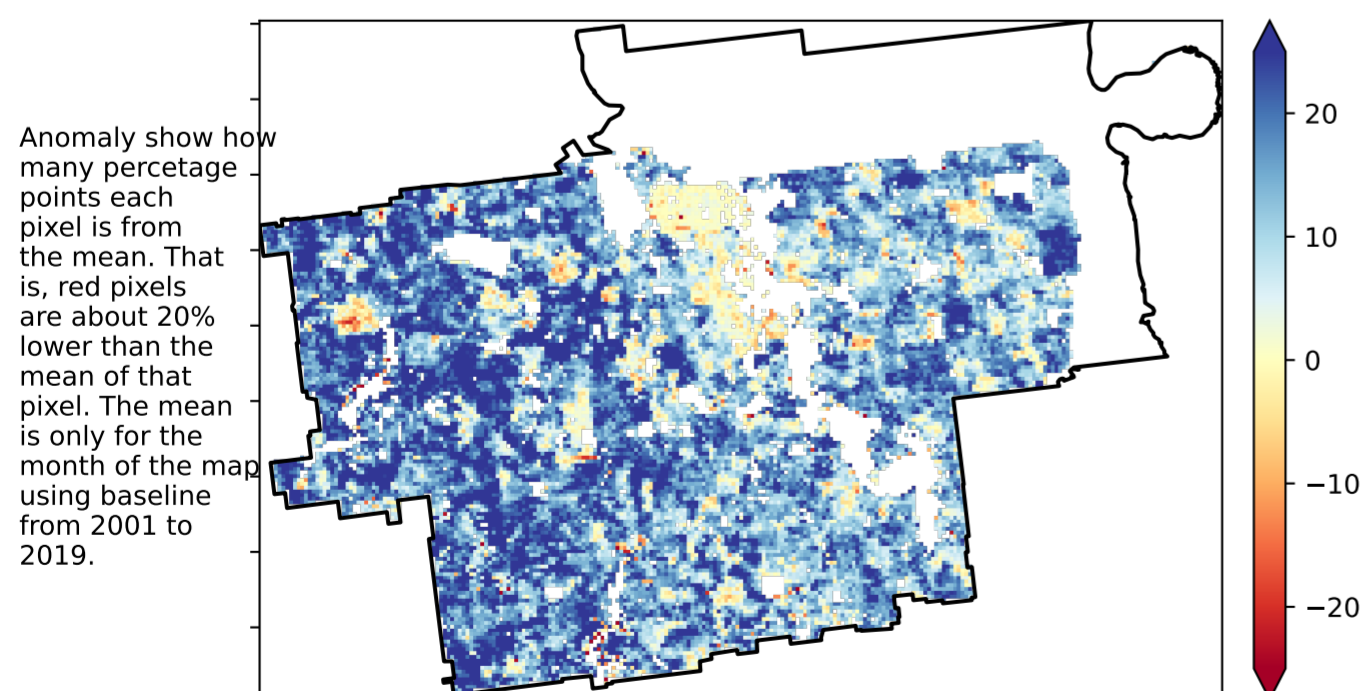 Anomaly show how
many percetage
points each
pixel is from
the mean. That
is, red pixels
are about 20%
lower than the
mean of that
pixel. The mean
is only for the
month of the map
using baseline
from 2001 to
2019.
20
10
0
−10
−20